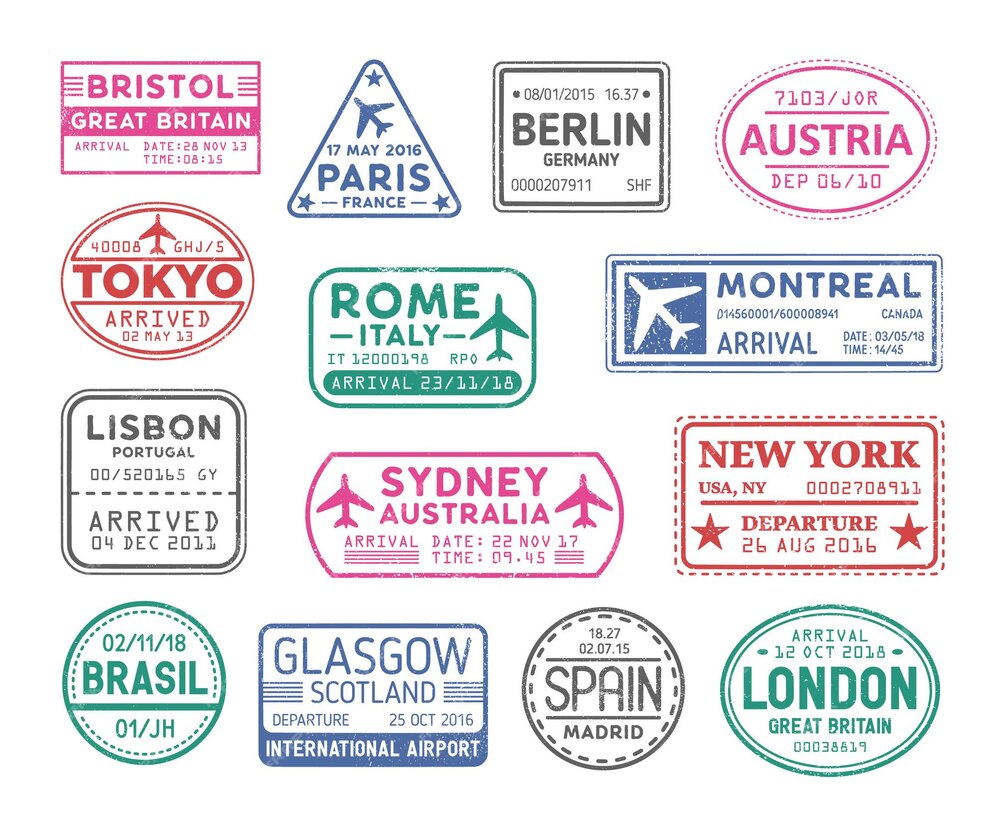 BRISTOL
GREAT BRITAIN
ARRIVAL DATE:28 NOV 13
TIME:08:15
17 MAY 2016
PARIS
FRANCE
08/01/2015 16.37
BERLIN
GERMANY
0000207911 SHF
7103/JOR
AUSTRIA
DEP 06/10
40008 GHJ/5
TOKYO
ARRIVED
02 MAY 13
ROME
ITALY
IT 12000198 RPO
ARRIVAL 23/11/18
MONTREAL
014560001/600008941 CANADA
ARRIVAL
DATE: 03/05/18
TIME: 14/45
LISBON
PORTUGAL
00/520165 GY
ARRIVED
04 DEC 2011
SYDNEY
AUSTRALIA
ARRIVAL DATE: 22 NOV 17
TIME: 09.45
NEW YORK
USA, NY 0002708911
DEPARTURE
26 AUG 2016
02/11/18
BRASIL
01/JH
GLASGOW
SCOTLAND
DEPARTURE 25 OCT 2016
INTERNATIONAL AIRPORT
18.27
02.07.15
SPAIN
MADRID
ARRIVAL
12 OCT 2018
LONDON
GREAT BRITAIN
00038819